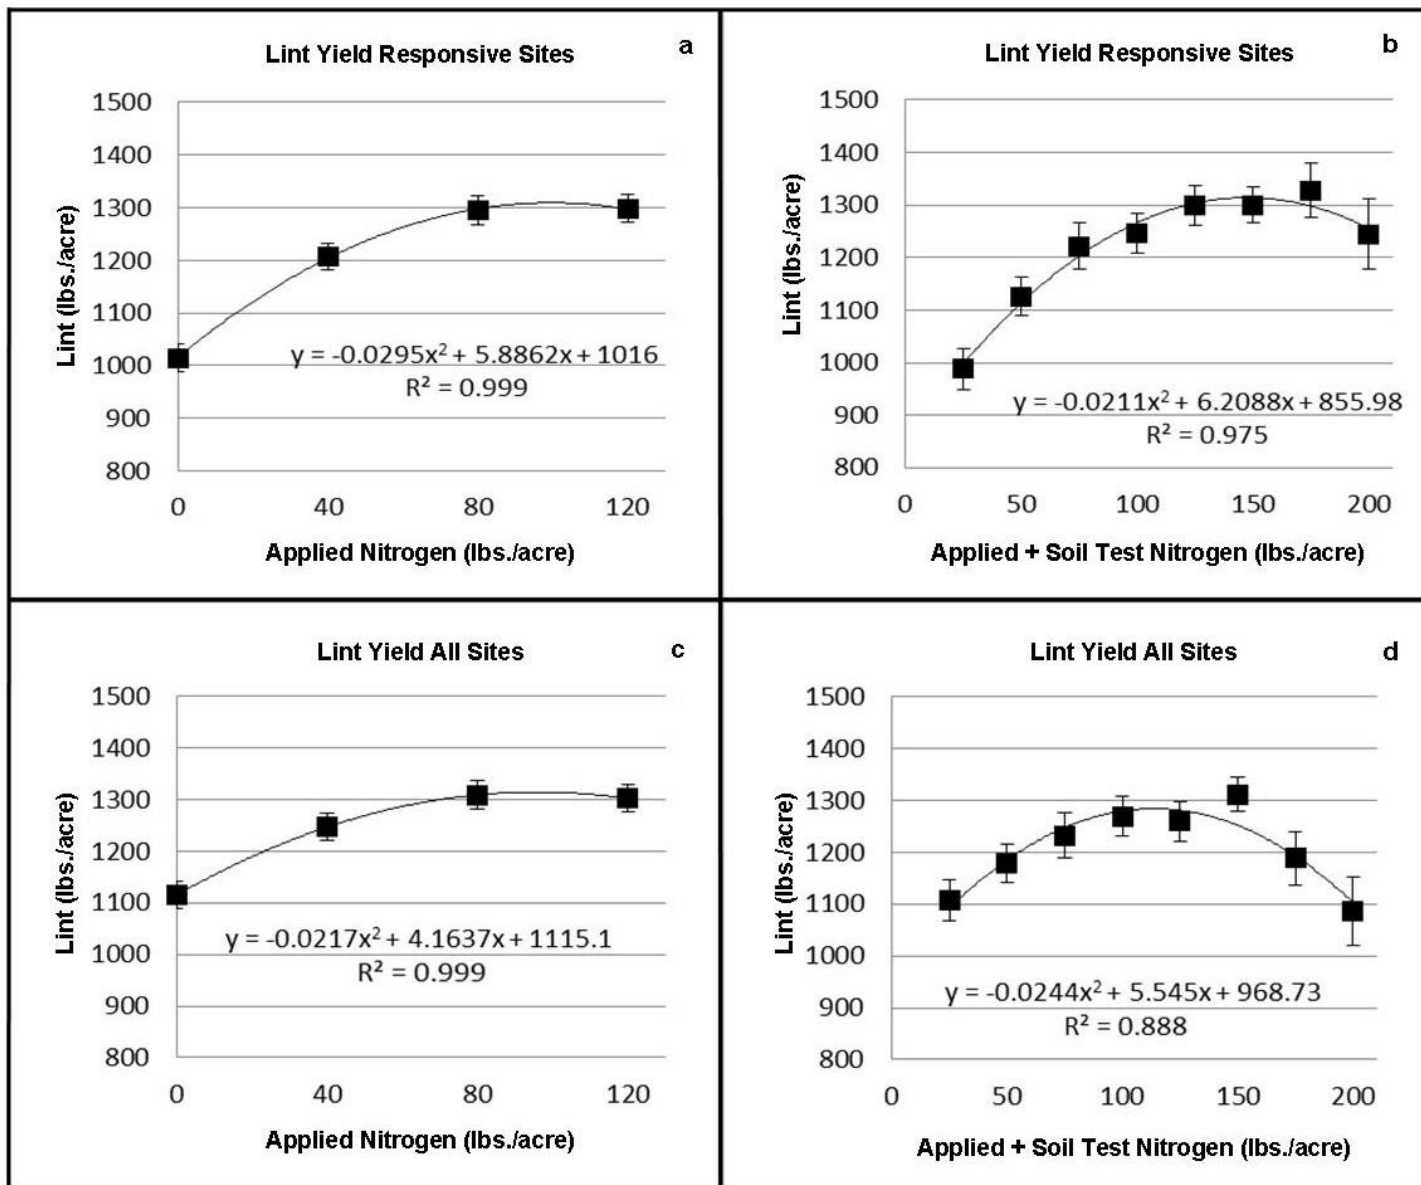 Lint Yield Responsive Sites
a
1500
1400
1300
1200
1100
1000
900
800
Lint (lbs./acre)
y = -0.0295x² + 5.8862x + 1016
R² = 0.999
0 40 80 120
Applied Nitrogen (lbs./acre)
Lint Yield Responsive Sites
b
1500
1400
1300
1200
1100
1000
900
800
Lint (lbs./acre)
y = -0.0211x² + 6.2088x + 855.98
R² = 0.975
0 50 100 150 200
Applied + Soil Test Nitrogen (lbs./acre)
Lint Yield All Sites
c
1500
1400
1300
1200
1100
1000
900
800
Lint (lbs./acre)
y = -0.0217x² + 4.1637x + 1115.1
R² = 0.999
0 40 80 120
Applied Nitrogen (lbs./acre)
Lint Yield All Sites
d
1500
1400
1300
1200
1100
1000
900
800
Lint (lbs./acre)
y = -0.0244x² + 5.545x + 968.73
R² = 0.888
0 50 100 150 200
Applied + Soil Test Nitrogen (lbs./acre)